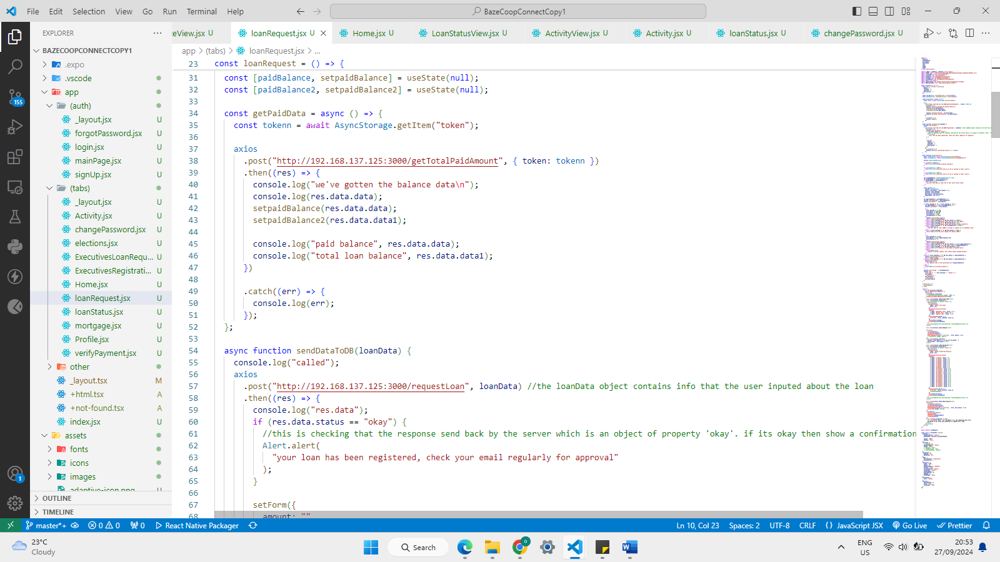 File Edit Selection View Go Run Terminal Help
BazeCoopConnectCopy1
EXPLORER
BAZECOOPCONNECTCOPY1
.expo
.vscode
app
(auth)
_layout.jsx U
forgotPassword.jsx U
login.jsx U
mainPage.jsx U
signUp.jsx U
(tabs)
_layout.jsx U
Activity.jsx U
changePassword.jsx U
elections.jsx U
ExecutivesLoanRequ... U
ExecutivesRegistrati... U
Home.jsx U
loanRequest.jsx U
loanStatus.jsx U
mortgage.jsx U
Profile.jsx U
verifyPayment.jsx U
other
_layout.tsx M
+html.tsx A
+not-found.tsx A
index.jsx U
assets
fonts
icons
images
adaptive-icon.png U
OUTLINE
TIMELINE
155
1
ceView.jsx U loanRequest.jsx U Home.jsx U LoanStatusView.jsx U ActivityView.jsx U Activity.jsx U loanStatus.jsx U changePassword.jsx U
app > (tabs) > loanRequest.jsx > ...
23 const loanRequest = () => {
31 const [paidBalance, setpaidBalance] = useState(null);
32 const [paidBalance2, setpaidBalance2] = useState(null);
33
34 const getPaidData = async () => {
35 const tokenn = await AsyncStorage.getItem("token");
36
37 axios
38 .post("http://192.168.137.125:3000/getTotalPaidAmount", { token: tokenn })
39 .then((res) => {
40 console.log("we've gotten the balance data\n");
41 console.log(res.data.data);
42 setpaidBalance(res.data.data);
43 setpaidBalance2(res.data.data1);
44
45 console.log("paid balance", res.data.data);
46 console.log("total loan balance", res.data.data1);
47 })
48
49 .catch((err) => {
50 console.log(err);
51 });
52 };
53
54 async function sendDataToDB(loanData) {
55 console.log("called");
56 axios
57 .post("http://192.168.137.125:3000/requestLoan", loanData) //the loanData object contains info that the user inputed about the loan
58 .then((res) => {
59 console.log("res.data");
60 if (res.data.status == "okay") {
61 //this is checking that the response send back by the server which is an object of property 'okay'. if its okay then show a confirmation
62 Alert.alert(
63 "your loan has been registered, check your email regularly for approval"
64 );
65 }
66
67 setForm({
68 amount: ""
master*+ 0 0 0 React Native Packager Ln 10, Col 23 Spaces: 2 UTF-8 CRLF {} JavaScript JSX Go Live Prettier
23°C
Cloudy
Search
ENG
US
20:53
27/09/2024